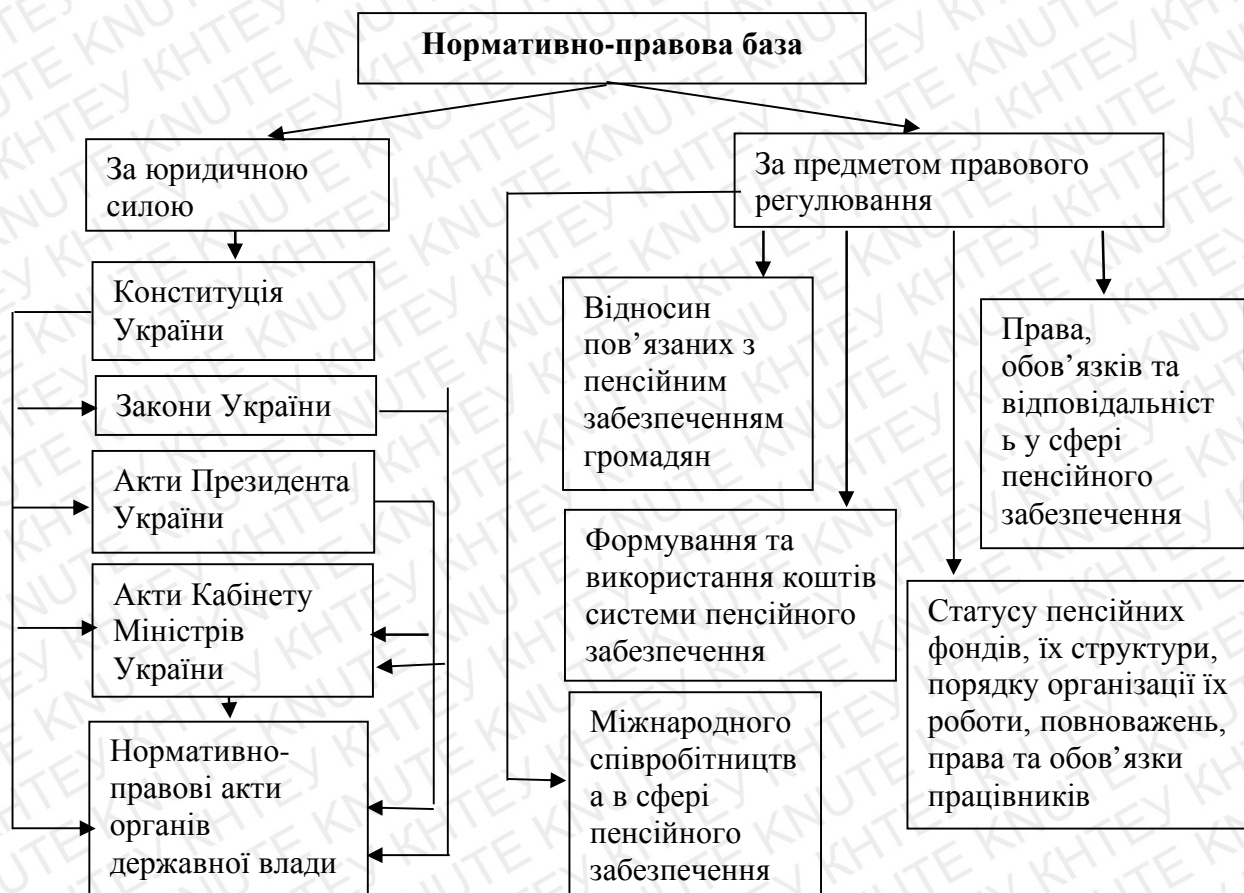 Нормативно-правова база
За юридичною
силою
Конституція
України
Закони України
Акти Президента
України
Акти Кабінету
Міністрів
України
Нормативно-
правові акти
органів
державної влади
За предметом правового
регулювання
Відносин
пов’язаних з
пенсійним
забезпеченням
громадян
Формування та
використання коштів
системи пенсійного
забезпечення
Міжнародного
співробітництв
а в сфері
пенсійного
забезпечення
Права,
обов’язків та
відповідальніст
ь у сфері
пенсійного
забезпечення
Статусу пенсійних
фондів, їх структури,
порядку організації їх
роботи, повноважень,
права та обов’язки
працівників